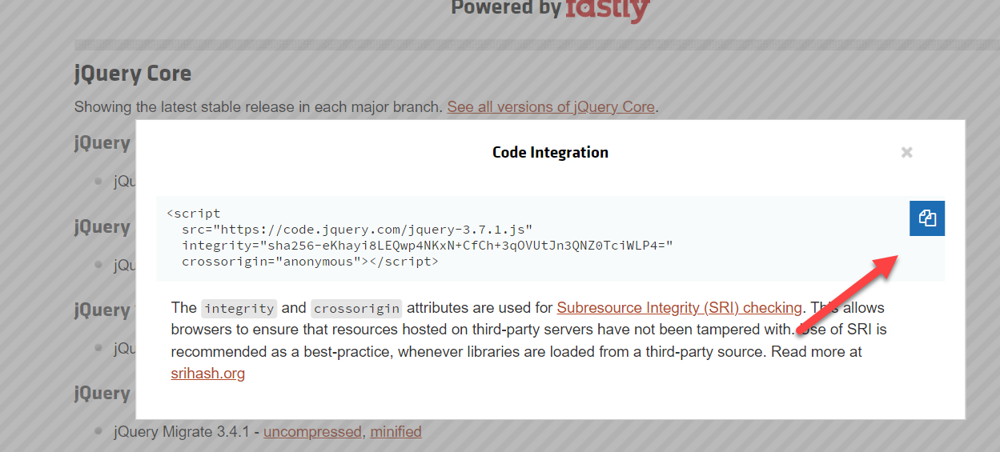 Powered by fastly
jQuery Core
Showing the latest stable release in each major branch. See all versions of jQuery Core.
jQuery
jQu
Code Integration
<script
src="https://code.jquery.com/jquery-3.7.1.js"
integrity="sha256-eKhayi8LEQwp4NKxN+CfCh+3qOVUtJn3QNZ0TciWLP4="
crossorigin="anonymous"></script>
jQuery
jQu
The integrity and crossorigin attributes are used for Subresource Integrity (SRI) checking. This allows
browsers to ensure that resources hosted on third-party servers have not been tampered with. Use of SRI is
recommended as a best-practice, whenever libraries are loaded from a third-party source. Read more at
srihash.org
jQuery
jQu
jQuery
jQuery Migrate 3.4.1 - uncompressed, minified